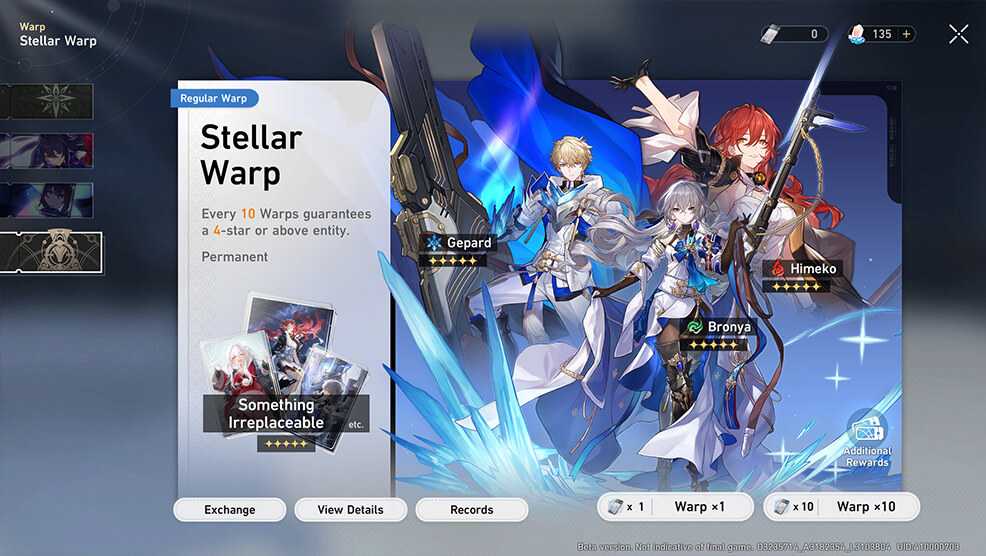 Warp
Stellar Warp
0
135 +
Regular Warp
Stellar
Warp
Every 10 Warps guarantees
a 4-star or above entity.
Permanent
Something
Irreplaceable
etc.
Gepard
Himeko
Bronya
Additional
Rewards
Exchange
View Details
Records
x 1 Warp ×1
x 10 Warp ×10
Beta version. Not indicative of final game.